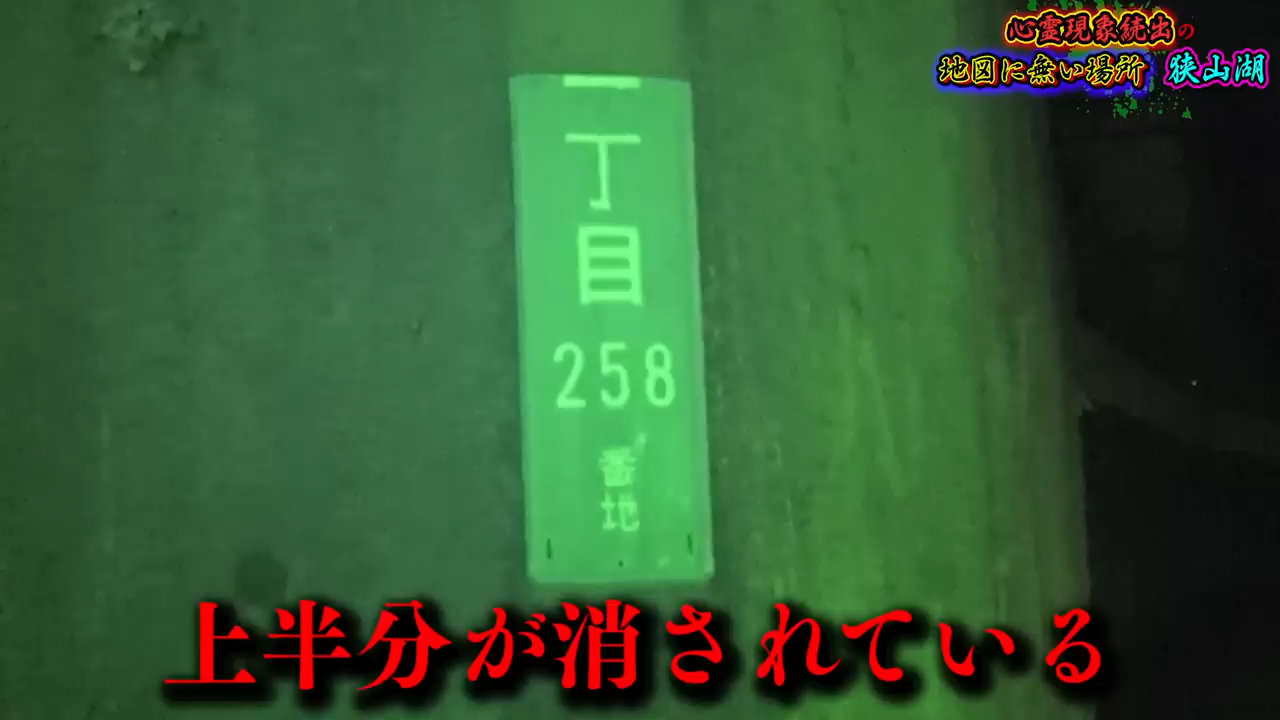 心霊現象続出の
地図に無い場所 狭山湖
丁
目
258
番
地
上半分が消されている